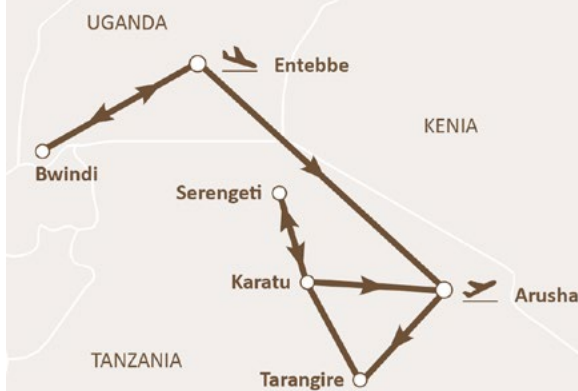 UGANDA
Entebbe
KENIA
Bwindi
Serengeti
Karatu
Arusha
TANZANIA
Tarangire